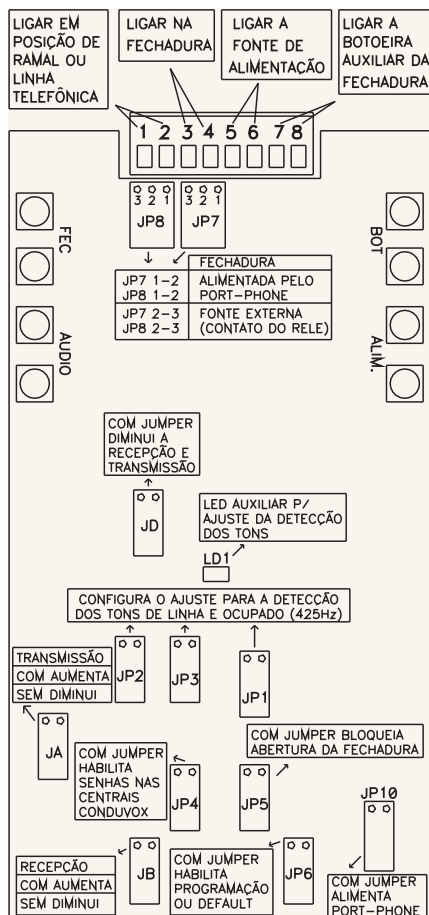 LIGAR EM
POSIÇÃO DE
RAMAL OU
LINHA
TELEFÔNICA
LIGAR NA
FECHADURA
LIGAR A
FONTE DE
ALIMENTAÇÃO
LIGAR A
BOTOEIRA
AUXILIAR DA
FECHADURA
1 2 3 4 5 6 7 8
3 2 1
JP8
3 2 1
JP7
FEC
AUDIO
BOT
ALIM.
FECHADURA
JP7 1-2
JP8 1-2
ALIMENTADA PELO
PORT-PHONE
JP7 2-3
JP8 2-3
FONTE EXTERNA
(CONTATO DO RELE)
COM JUMPER
DIMINUI A
RECEPÇÃO E
TRANSMISSÃO
JD
LED AUXILIAR P/
AJUSTE DA DETECÇÃO
DOS TONS
LD1
CONFIGURA O AJUSTE PARA A DETECÇÃO
DOS TONS DE LINHA E OCUPADO (425Hz)
JP2
JP3
JP1
TRANSMISSÃO
COM AUMENTA
SEM DIMINUI
JA
COM JUMPER
HABILITA
SENHAS NAS
CENTRAIS
CONDUVOX
JP4
JP5
COM JUMPER BLOQUEIA
ABERTURA DA FECHADURA
JP10
RECEPÇÃO
COM AUMENTA
SEM DIMINUI
JB
COM JUMPER
HABILITA
PROGRAMAÇÃO
OU DEFAULT
JP6
COM JUMPER
ALIMENTA
PORT-PHONE